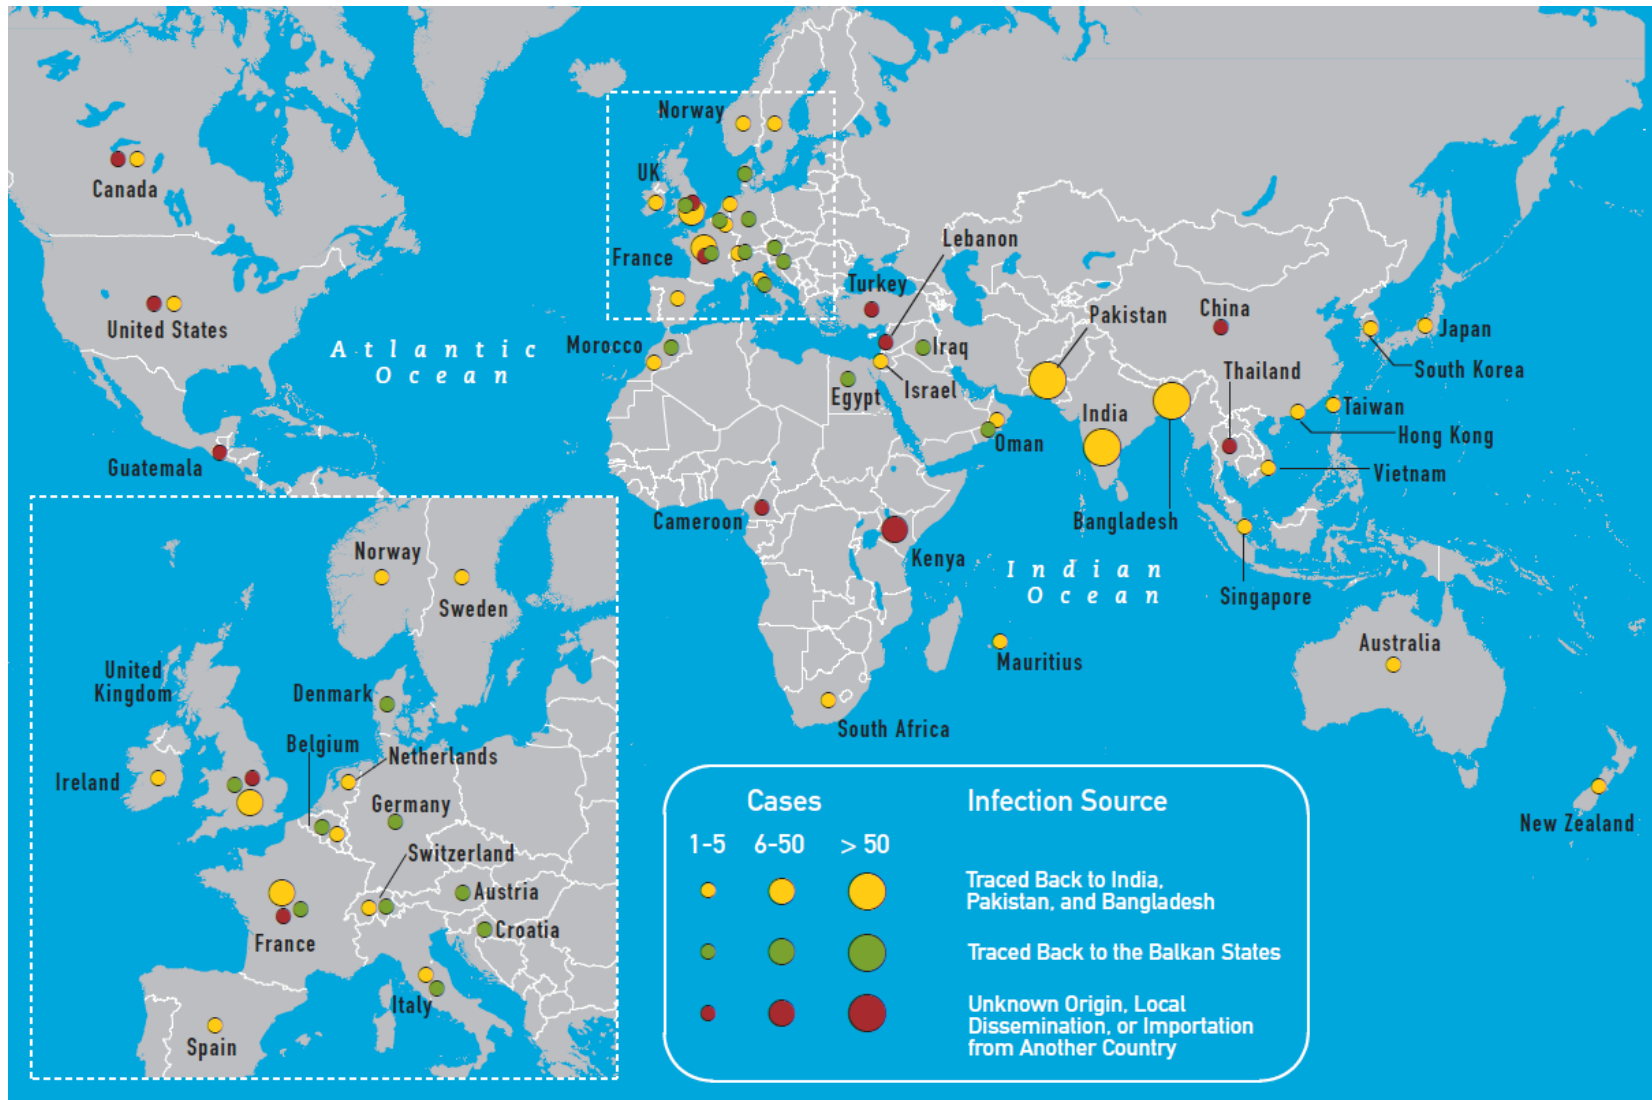 Norway
UK
Canada
Lebanon
France
Turkey
Pakistan
China
Japan
United States
Atlantic
Ocean
Morocco
Iraq
South Korea
Thailand
Israel
Egypt
India
Taiwan
Oman
Hong Kong
Guatemala
Vietnam
Cameroon
Bangladesh
Kenya
Indian
Ocean
Singapore
Mauritius
Australia
South Africa
New Zealand
Norway
Sweden
United
Kingdom
Denmark
Belgium
Netherlands
Ireland
Germany
Switzerland
Austria
Croatia
France
Italy
Spain
Cases
Infection Source
1-5 6-50 > 50
Traced Back to India,
Pakistan, and Bangladesh
Traced Back to the Balkan States
Unknown Origin, Local
Dissemination, or Importation
from Another Country